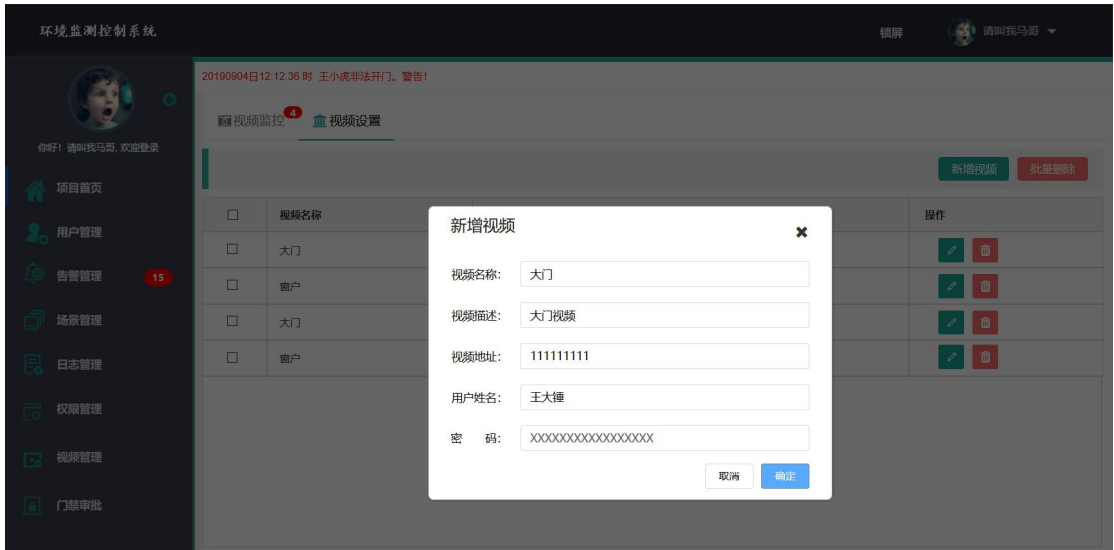 环境监测控制系统
锁屏
请叫我马哥
20190904日12.12.36 时 王小虎非法开门。警告!
视频监控 4 视频设置
你好!请叫我马哥, 欢迎登录
新增视频 批量删除
项目首页
用户管理
告警管理 15
场景管理
日志管理
权限管理
视频管理
门禁审批
视频名称
操作
大门
窗户
大门
窗户
新增视频
视频名称: 大门
视频描述: 大门视频
视频地址: 111111111
用户姓名: 王大锤
密 码: XXXXXXXXXXXXXXXXX
取消 确定